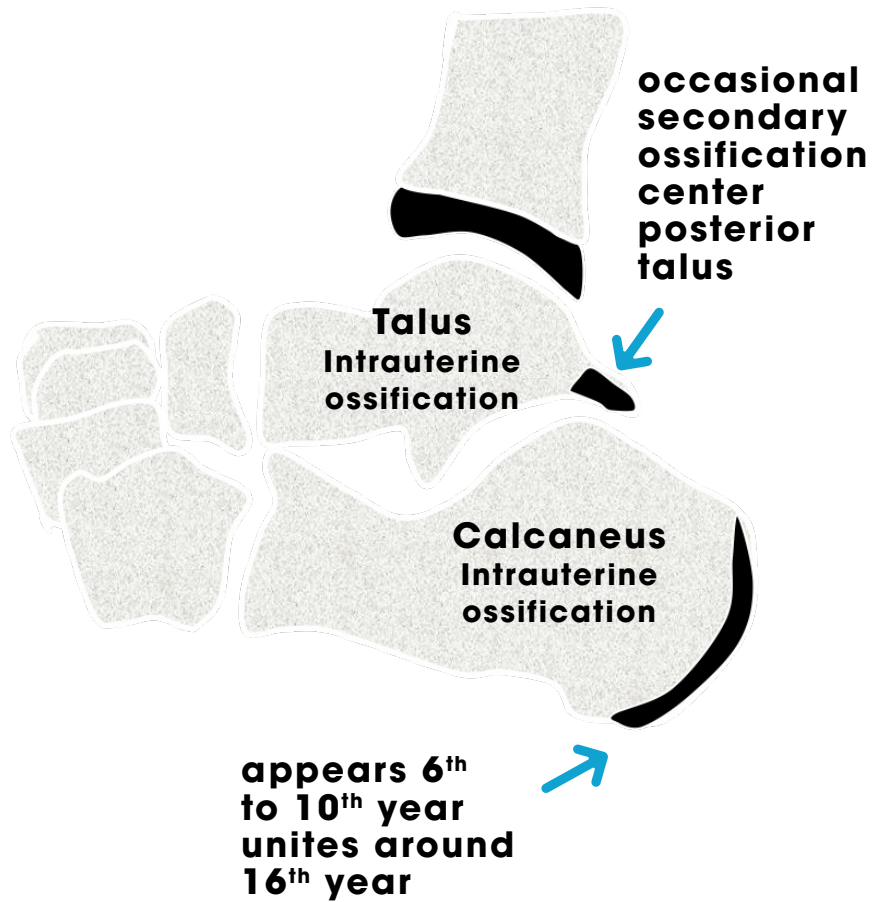 occasional
secondary
ossification
center
posterior
talus
Talus
Intrauterine
ossification
Calcaneus
Intrauterine
ossification
appears 6th
to 10th year
unites around
16th year